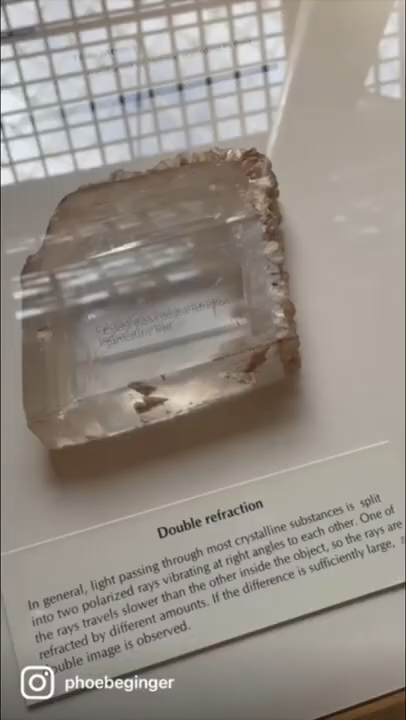 Double refraction
In general, light passing through most crystalline substances is split
into two polarized rays vibrating at right angles to each other. One of
the rays travels slower than the other inside the object, so the rays are
refracted by different amounts. If the difference is sufficiently large,
double image is observed.
phoebeginger